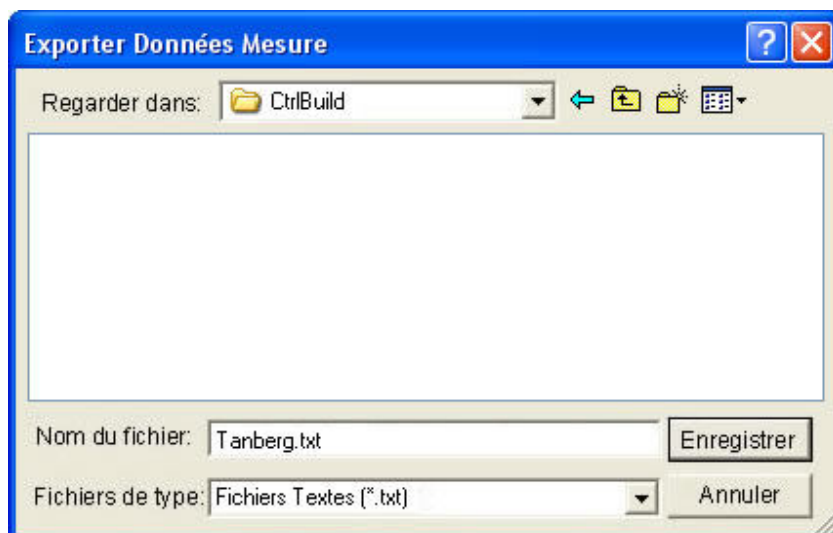 Exporter Données Mesure
Regarder dans: CtrlBuild
Nom du fichier: Tanberg.txt Enregistrer
Fichiers de type: Fichiers Textes (*.txt) Annuler